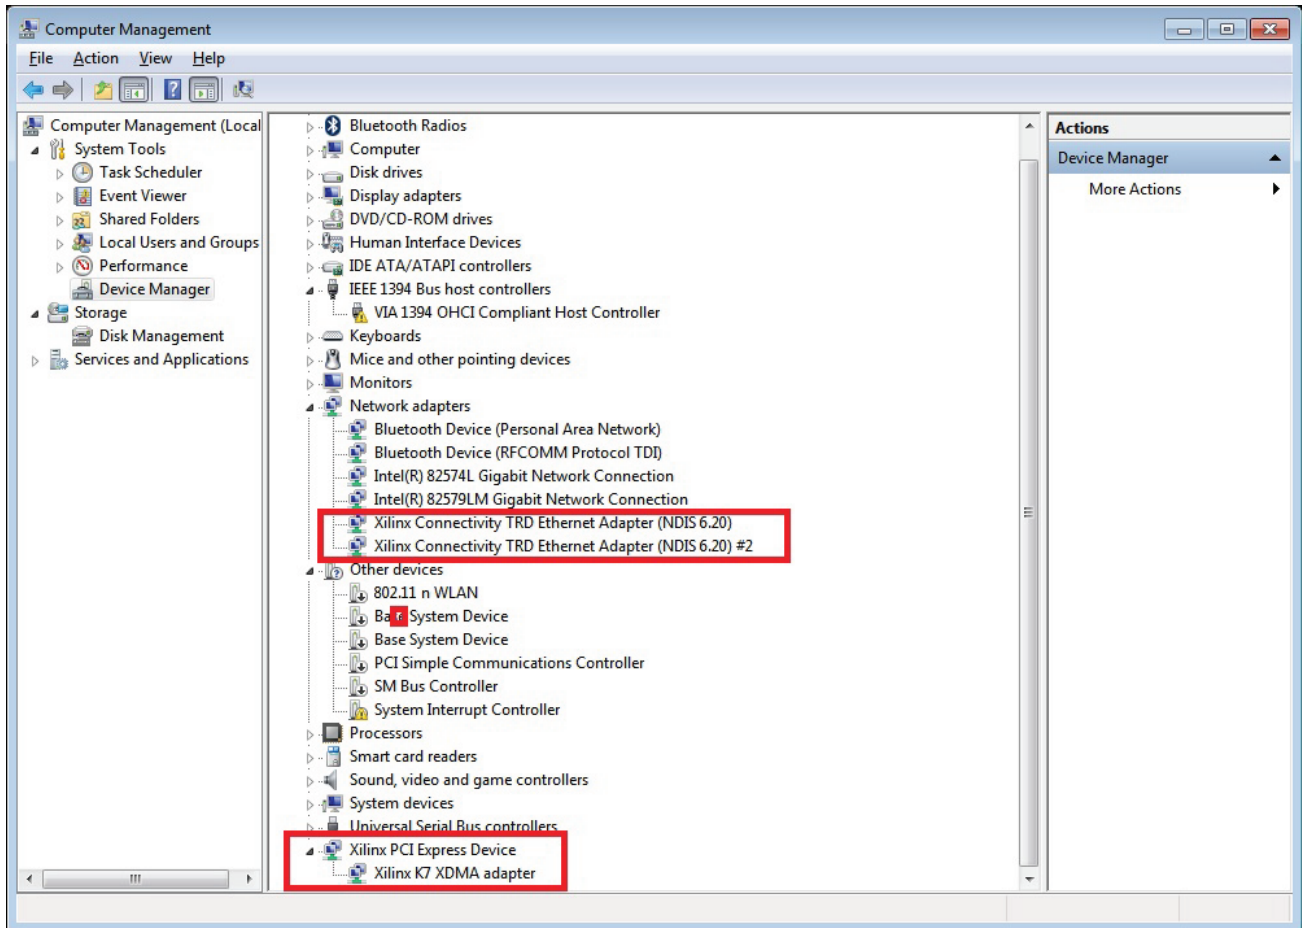 Computer Management
File Action View Help
Computer Management (Local
System Tools
Task Scheduler
Event Viewer
Shared Folders
Local Users and Groups
Performance
Device Manager
Storage
Disk Management
Services and Applications
Bluetooth Radios
Computer
Disk drives
Display adapters
DVD/CD-ROM drives
Human Interface Devices
IDE ATA/ATAPI controllers
IEEE 1394 Bus host controllers
VIA 1394 OHCI Compliant Host Controller
Keyboards
Mice and other pointing devices
Monitors
Network adapters
Bluetooth Device (Personal Area Network)
Bluetooth Device (RFCOMM Protocol TDI)
Intel(R) 82574L Gigabit Network Connection
Intel(R) 82579LM Gigabit Network Connection
Xilinx Connectivity TRD Ethernet Adapter (NDIS 6.20)
Xilinx Connectivity TRD Ethernet Adapter (NDIS 6.20) #2
Other devices
802.11 n WLAN
System Device
Base System Device
PCI Simple Communications Controller
SM Bus Controller
System Interrupt Controller
Processors
Smart card readers
Sound, video and game controllers
System devices
Universal Serial Bus controllers
Xilinx PCI Express Device
Xilinx K7 XDMA adapter
Actions
Device Manager
More Actions